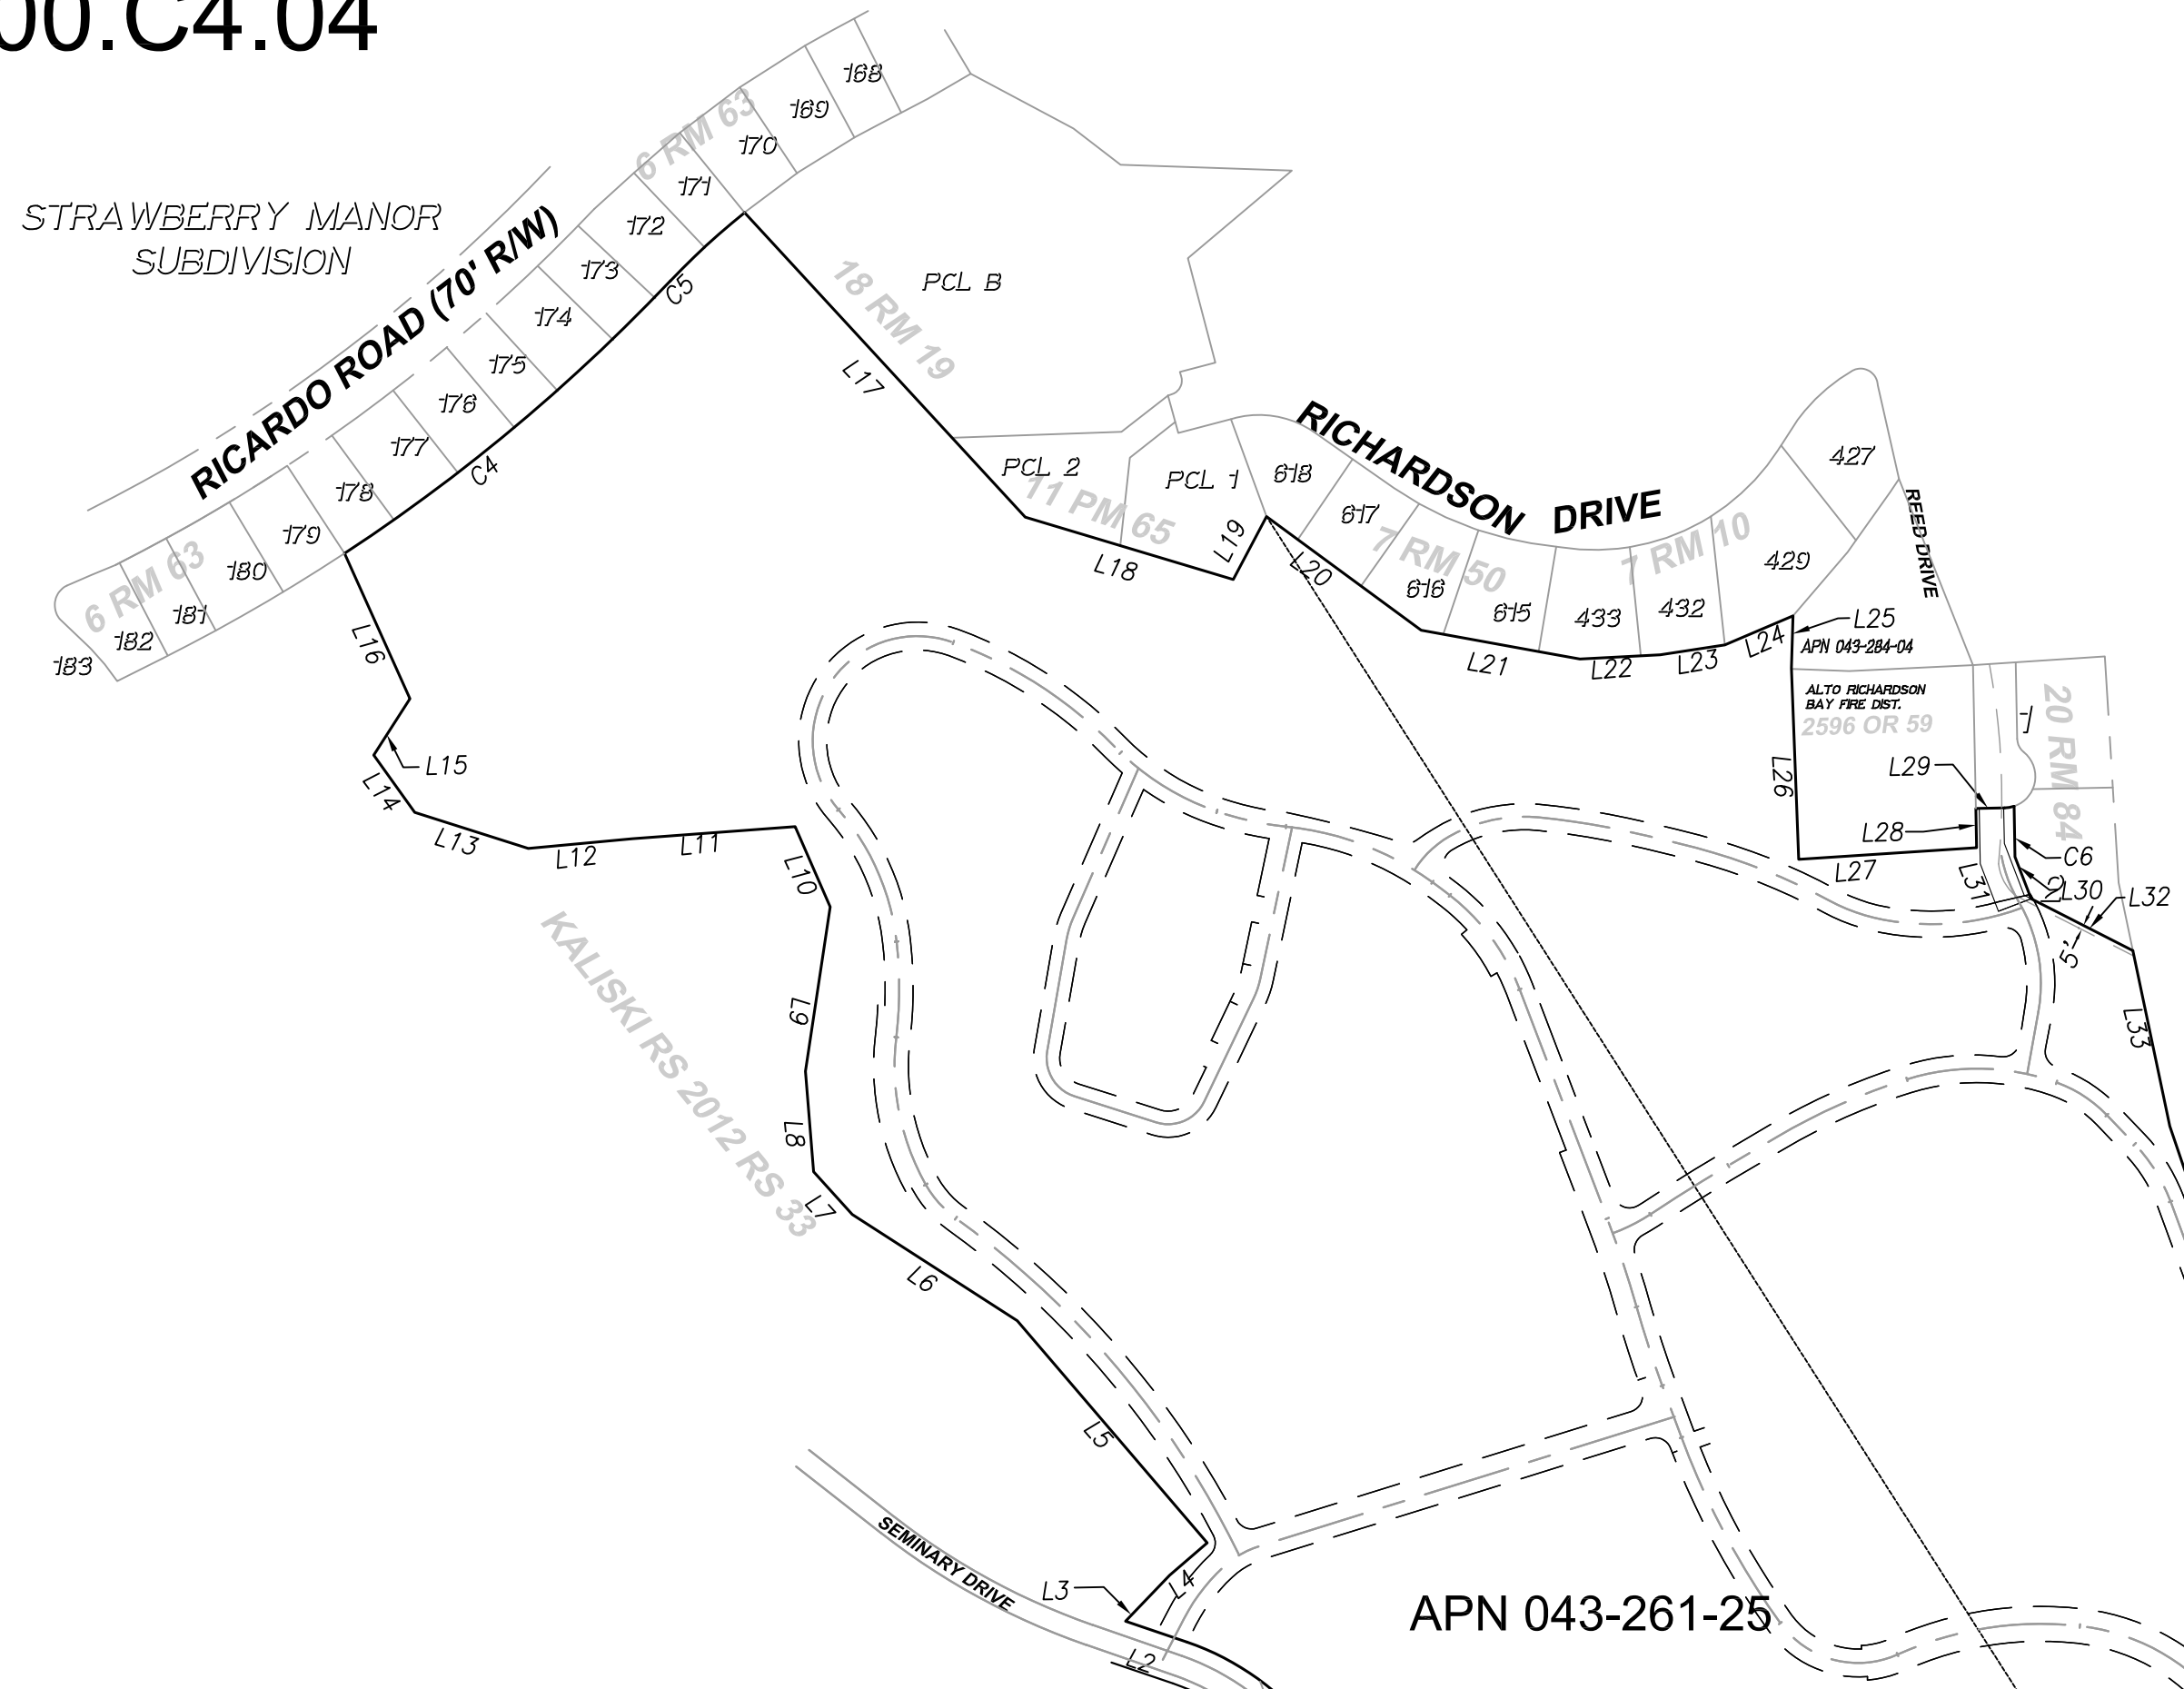 00.C4.04
STRAWBERRY MANOR
SUBDIVISION
RICARDO ROAD (70' R/W)
6 RM 63
168
169
170
171
172
173
174
175
176
177
178
179
180
181
182
183
6 RM 63
C5
C4
PCL B
18 RM 19
L17
PCL 2
PCL 1
11 PM 65
L18
L19
L20
RICHARDSON DRIVE
618
617
616
615
433
432
429
427
7 RM 50
7 RM 10
REED DRIVE
L21
L22
L23
L24
L25
APN 043-284-04
ALTO RICHARDSON
BAY FIRE DIST.
2596 OR 59
1
20 RM 84
L26
L27
L28
L29
C6
L30
2
L31
L32
5'
L33
L16
L15
L14
L13
L12
L11
L10
L9
L8
L7
L6
L5
L4
L3
L2
KALISKI RS 2012 RS 33
SEMINARY DRIVE
APN 043-261-25